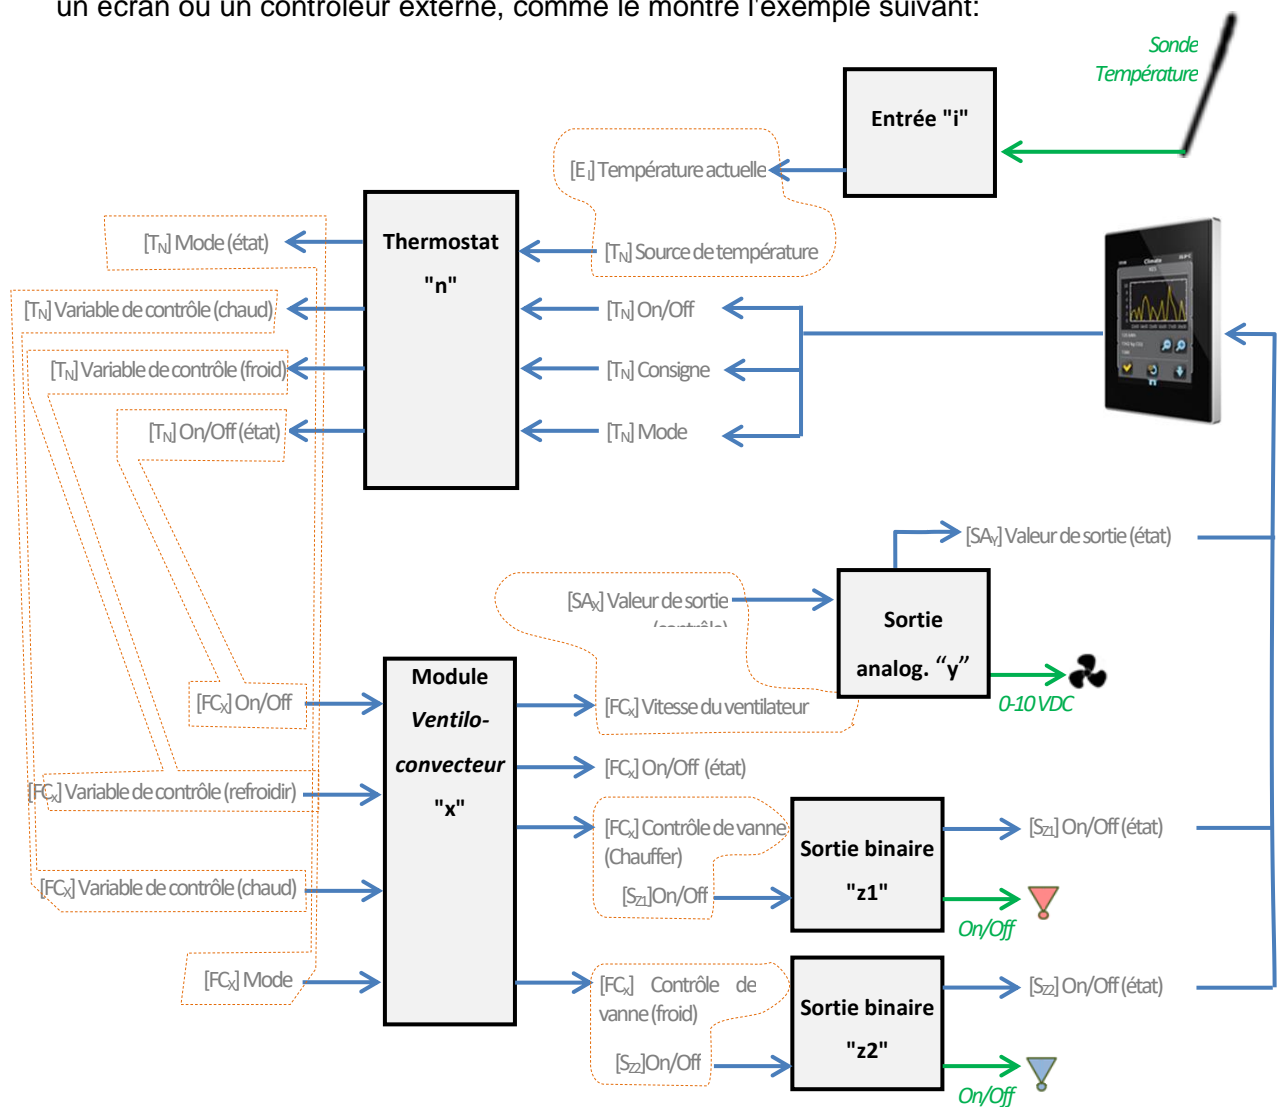 un écran ou un contrôleur externe, comme le montre l'exemple suivant:
Sonde
Température
Entrée "i"
[Ei] Température actuelle
Thermostat
"n"
[TN] Mode (état)
[TN] Source de température
[TN] Variable de contrôle (chaud)
[TN] On/Off
[TN] Variable de contrôle (froid)
[TN] Consigne
[TN] On/Off (état)
[TN] Mode
Climate
[SAY] Valeur de sortie (état)
[SAX] Valeur de sortie
(contrôle)
Sortie
analog. “y”
0-10 VDC
Module
Ventilo-
convecteur
"x"
[FCX] On/Off
[FCX] Vitesse du ventilateur
[FCX] On/Off (état)
[FCX] Variable de contrôle (refroidir)
[FCX] Contrôle de vanne
(Chauffer)
[SZ1]On/Off
Sortie binaire
"z1"
[SZ1] On/Off (état)
On/Off
[FCX] Variable de contrôle (chaud)
[FCX] Mode
[FCX] Contrôle de
vanne (froid)
[SZ2]On/Off
Sortie binaire
"z2"
[SZ2] On/Off (état)
On/Off